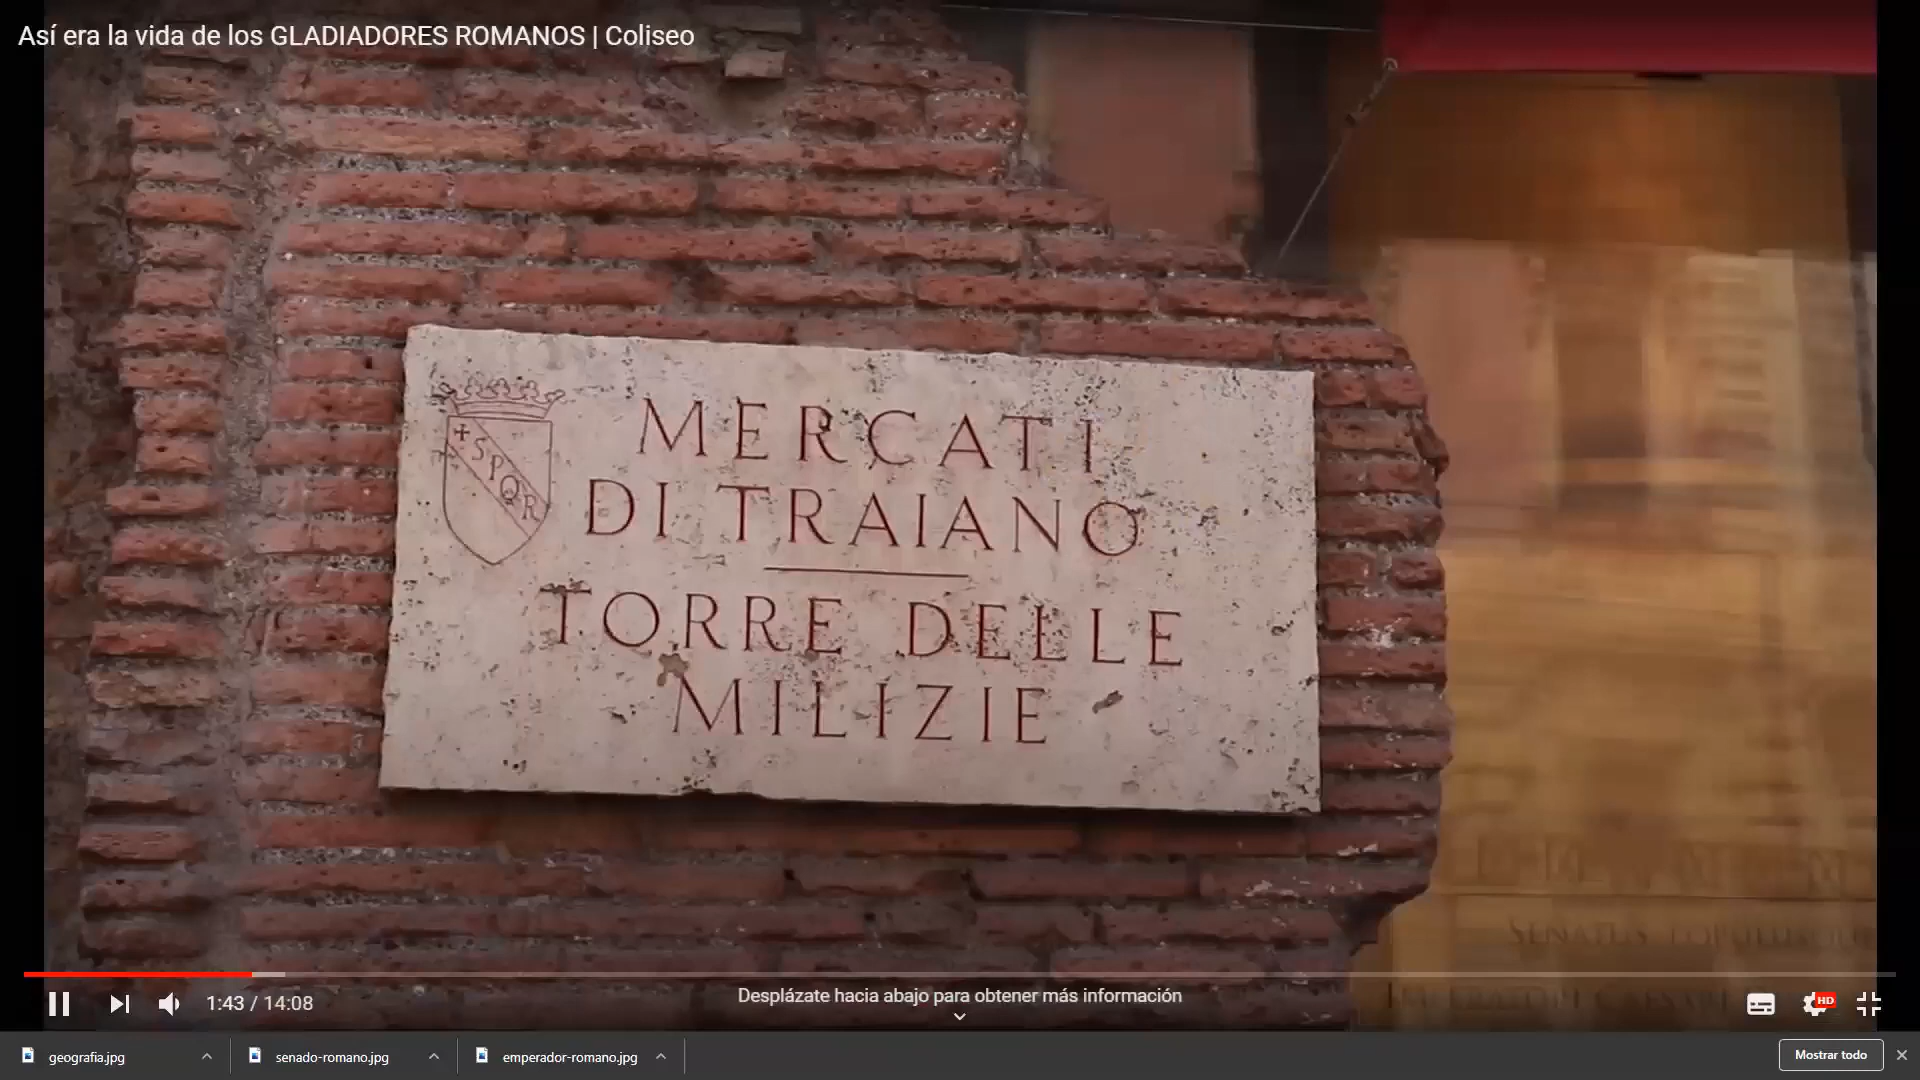 Así era la vida de los GLADIADORES ROMANOS | Coliseo
SPQR
MERCATI
DI TRAIANO
TORRE DELLE
MILIZIE
SENATUS
1:43 / 14:08
Desplázate hacia abajo para obtener más información
HD
geografia.jpg
senado-romano.jpg
emperador-romano.jpg
Mostrar todo